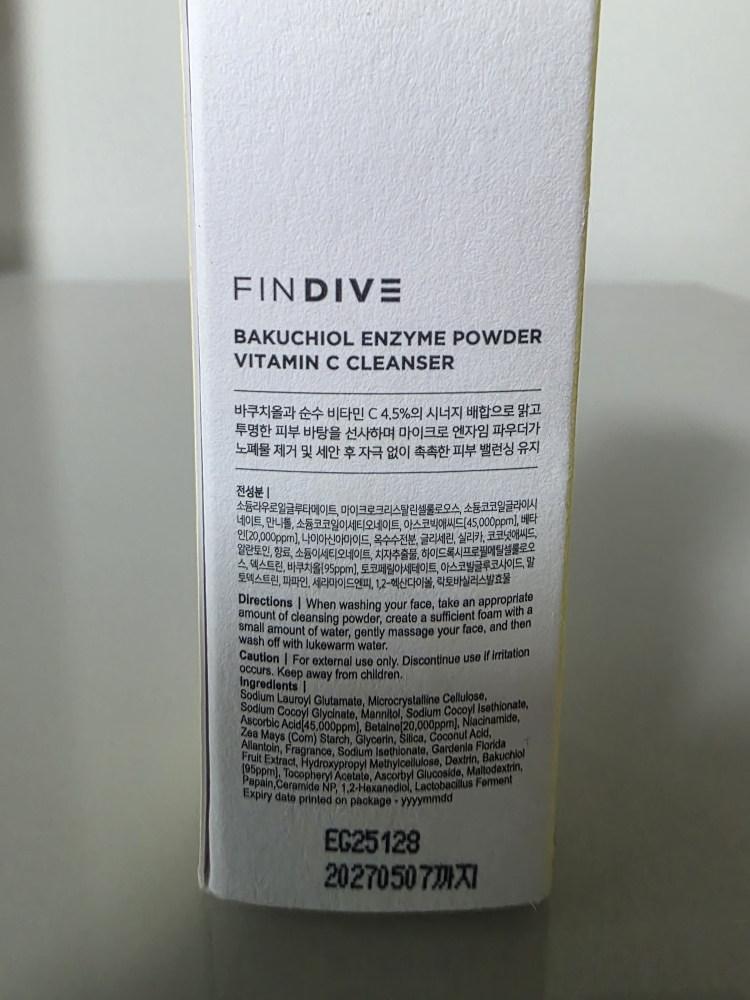 FINDIVE
BAKUCHIOL ENZYME POWDER
VITAMIN C CLEANSER
바쿠치올과 순수 비타민 C 4.5%의 시너지 배합으로 맑고
투명한 피부 바탕을 선사하며 마이크로 엔자임 파우더가
노폐물 제거 및 세안 후 자극 없이 촉촉한 피부 밸런싱 유지
전성분 |
소듐라우로일글루타메이트, 마이크로크리스탈린셀룰로오스, 소듐코코일글라이시
네이트, 만니톨, 소듐코코일이세티오네이트, 아스코빅애씨드[45,000ppm], 베타
인[20,000ppm], 나이아신아마이드, 옥수수전분, 글리세린, 실리카, 코코넛애씨드,
알란토인, 향료, 소듐이세티오네이트, 치자추출물, 하이드록시프로필메틸셀룰로오
스, 덱스트린, 바쿠치올[95ppm], 토코페릴아세테이트, 아스코빌글루코사이드, 말
토덱스트린, 파파인, 세라마이드엔피, 1,2-헥산다이올, 락토바실러스발효물
Directions | When washing your face, take an appropriate
amount of cleansing powder, create a sufficient foam with a
small amount of water, gently massage your face, and then
wash off with lukewarm water.
Caution | For external use only. Discontinue use if irritation
occurs. Keep away from children.
Ingredients |
Sodium Lauroyl Glutamate, Microcrystalline Cellulose,
Sodium Cocoyl Glycinate, Mannitol, Sodium Cocoyl Isethionate,
Ascorbic Acid[45,000ppm], Betaine[20,000ppm], Niacinamide,
Zea Mays (Corn) Starch, Glycerin, Silica, Coconut Acid,
Allantoin, Fragrance, Sodium Isethionate, Gardenia Florida
Fruit Extract, Hydroxypropyl Methylcellulose, Dextrin, Bakuchiol
[95ppm], Tocopheryl Acetate, Ascorbyl Glucoside, Maltodextrin,
Papain,Ceramide NP, 1,2-Hexanediol, Lactobacillus Ferment
Expiry date printed on package - yyyymmdd
EG25128
20270507까지